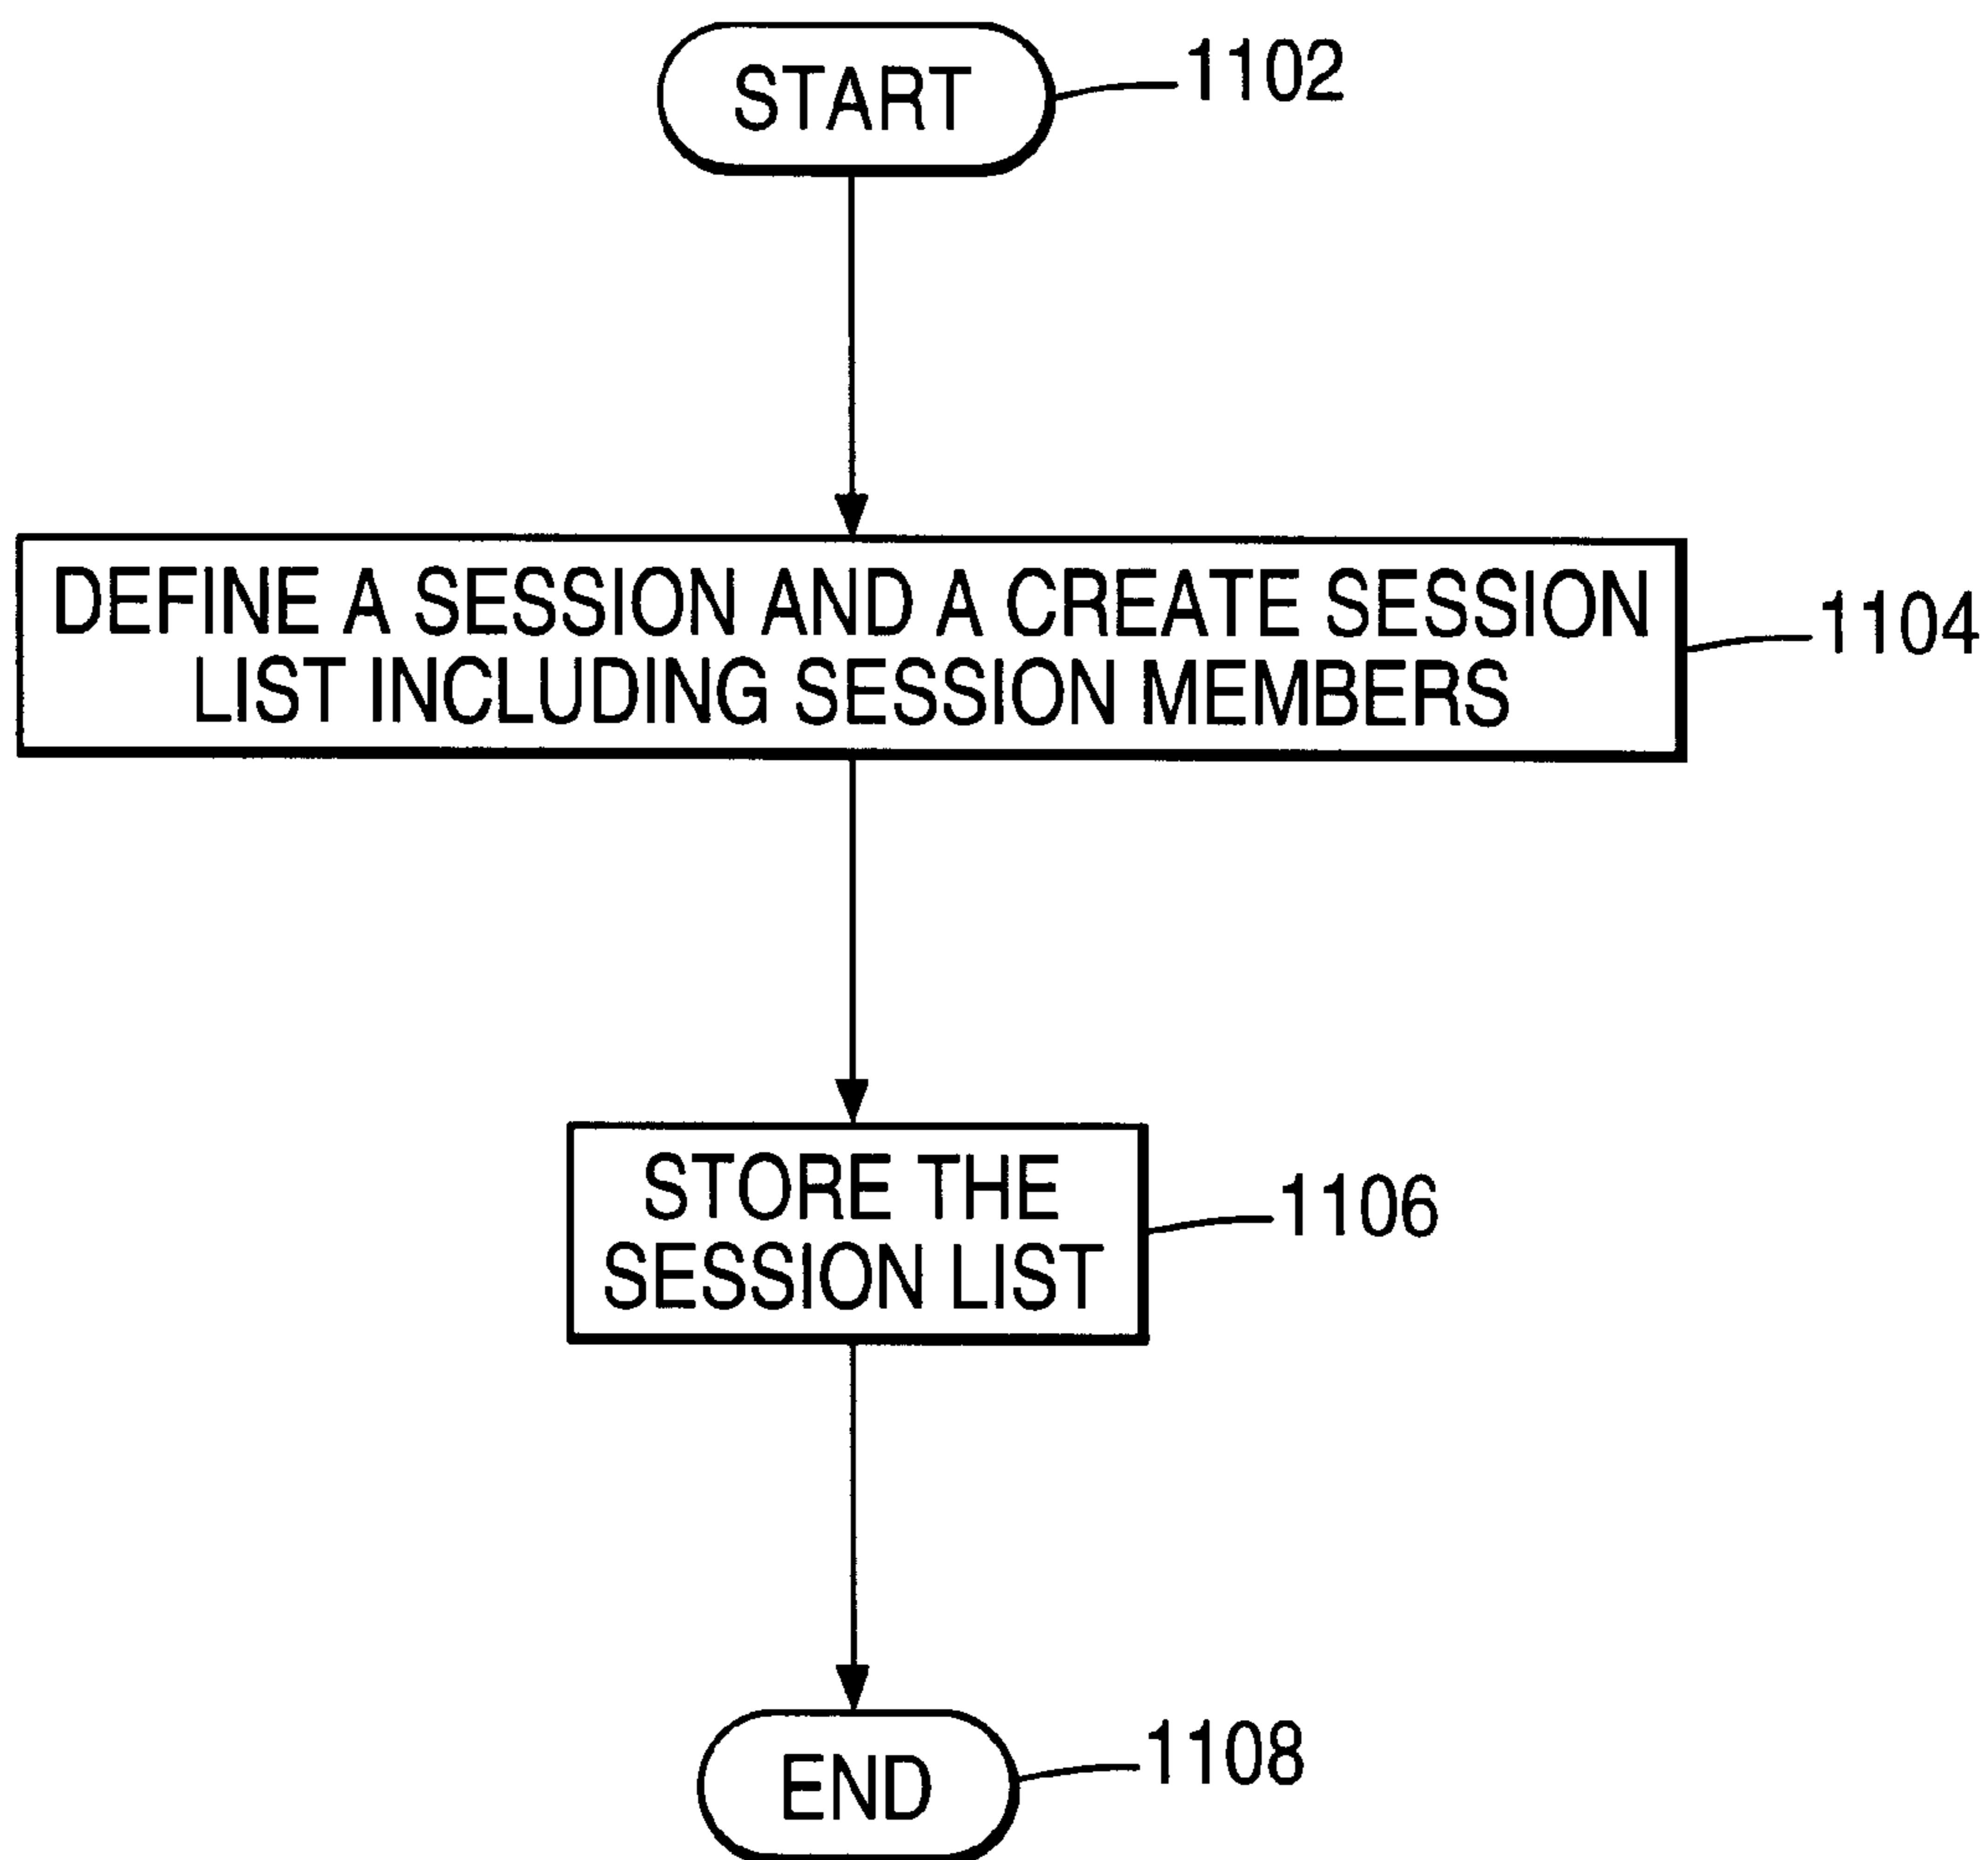 START
1102
DEFINE A SESSION AND A CREATE SESSION
LIST INCLUDING SESSION MEMBERS
1104
STORE THE
SESSION LIST
1106
END
1108